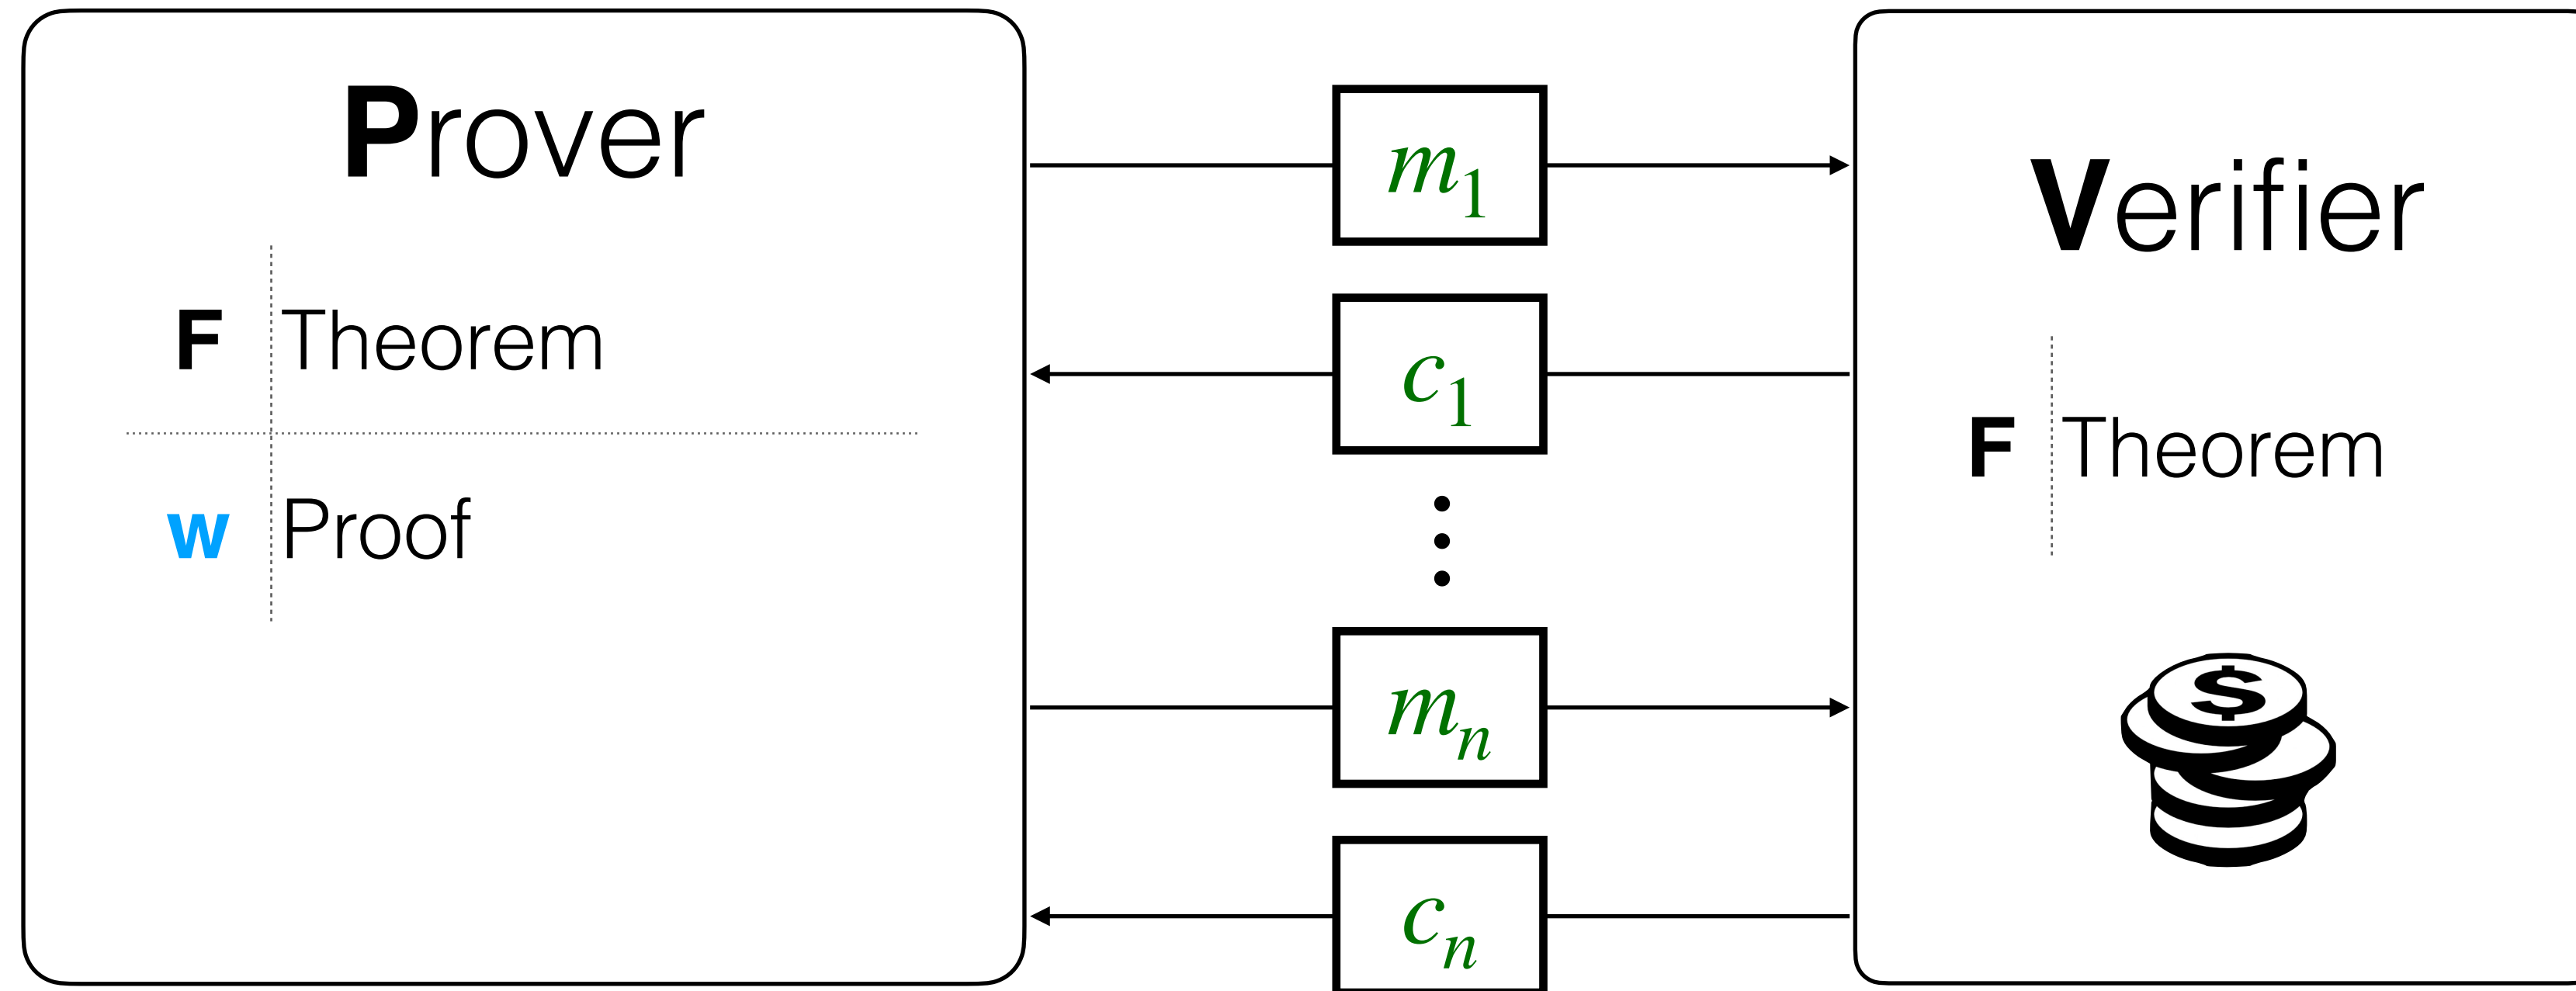 Prover
F Theorem
w Proof
m₁
c₁
⋮
mₙ
cₙ
Verifier
F Theorem
$